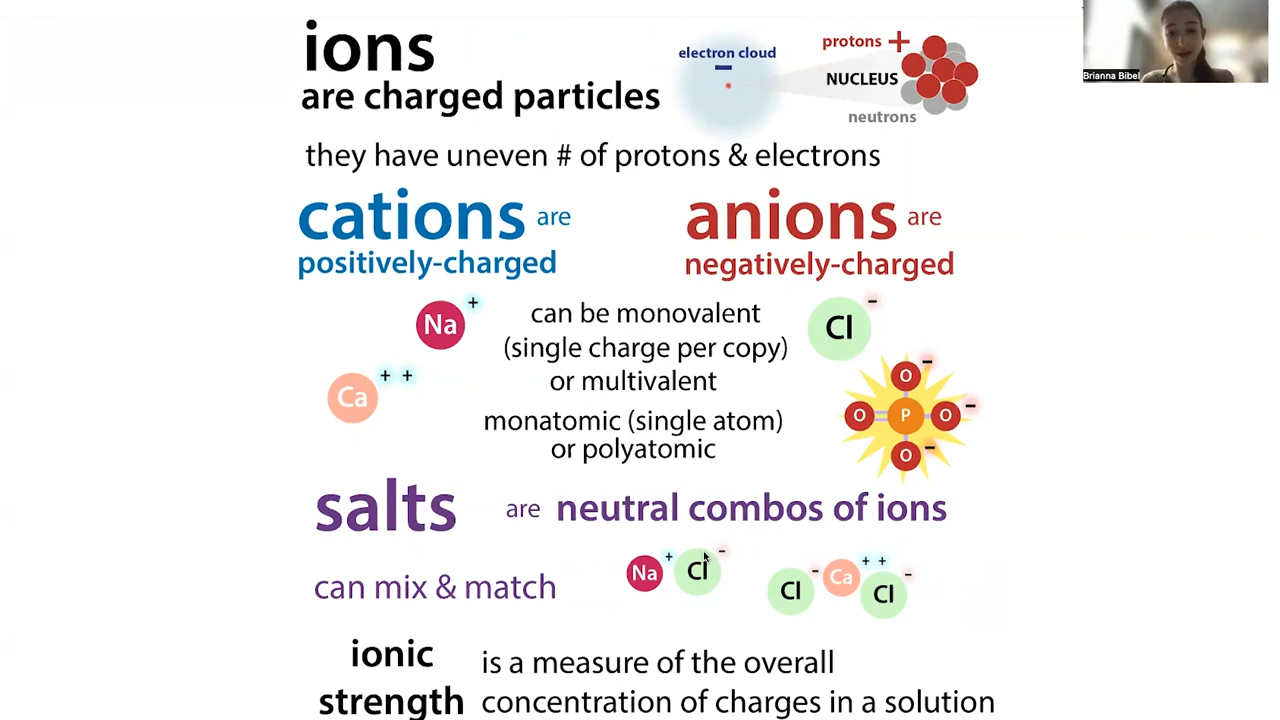 ions
are charged particles
electron cloud
−
protons +
NUCLEUS
neutrons
Brianna Bibel
they have uneven # of protons & electrons
cations are
positively-charged
anions are
negatively-charged
Na +
can be monovalent
(single charge per copy)
or multivalent
Cl −
Ca + +
monatomic (single atom)
or polyatomic
O −
O P O −
O −
salts are neutral combos of ions
can mix & match
Na + Cl −
Cl − Ca + + Cl −
ionic
strength
is a measure of the overall
concentration of charges in a solution